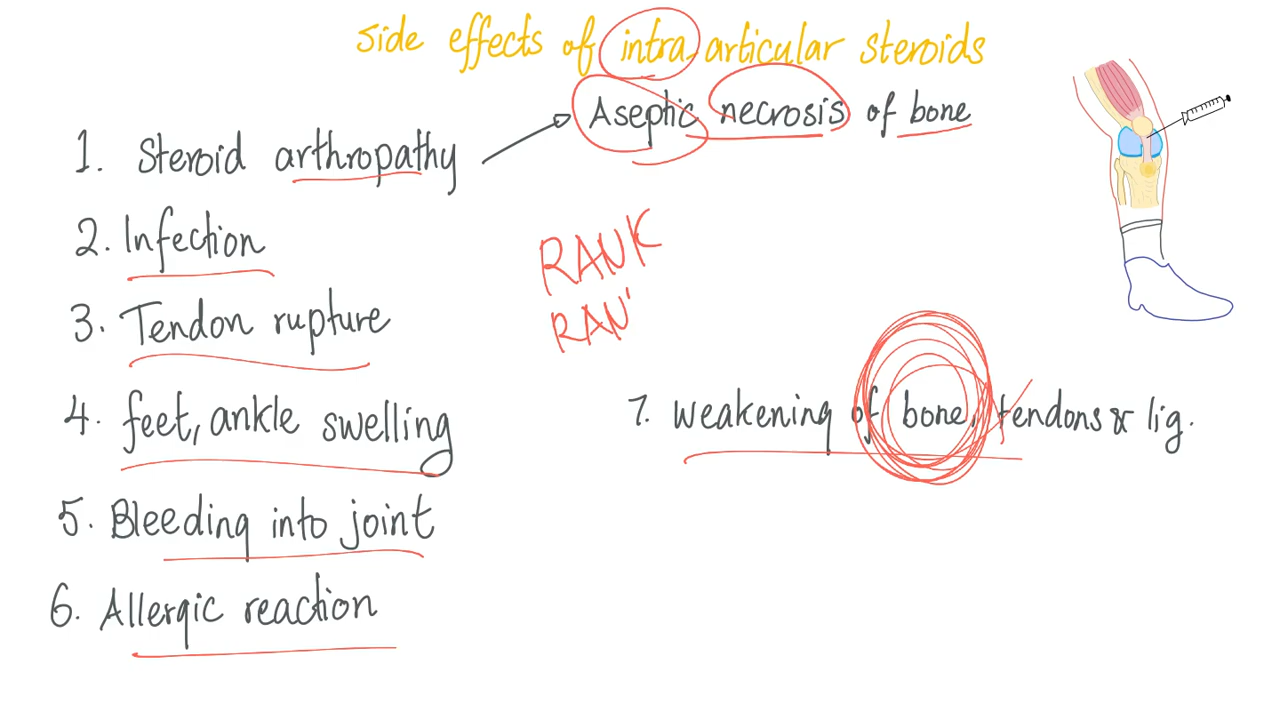 Side effects of intra articular steroids
Aseptic necrosis of bone
1. Steroid arthropathy
2. Infection
3. Tendon rupture
4. feet, ankle swelling
5. Bleeding into joint
6. Allergic reaction
RANK
RAN
7. Weakening of bone, tendons & lig.